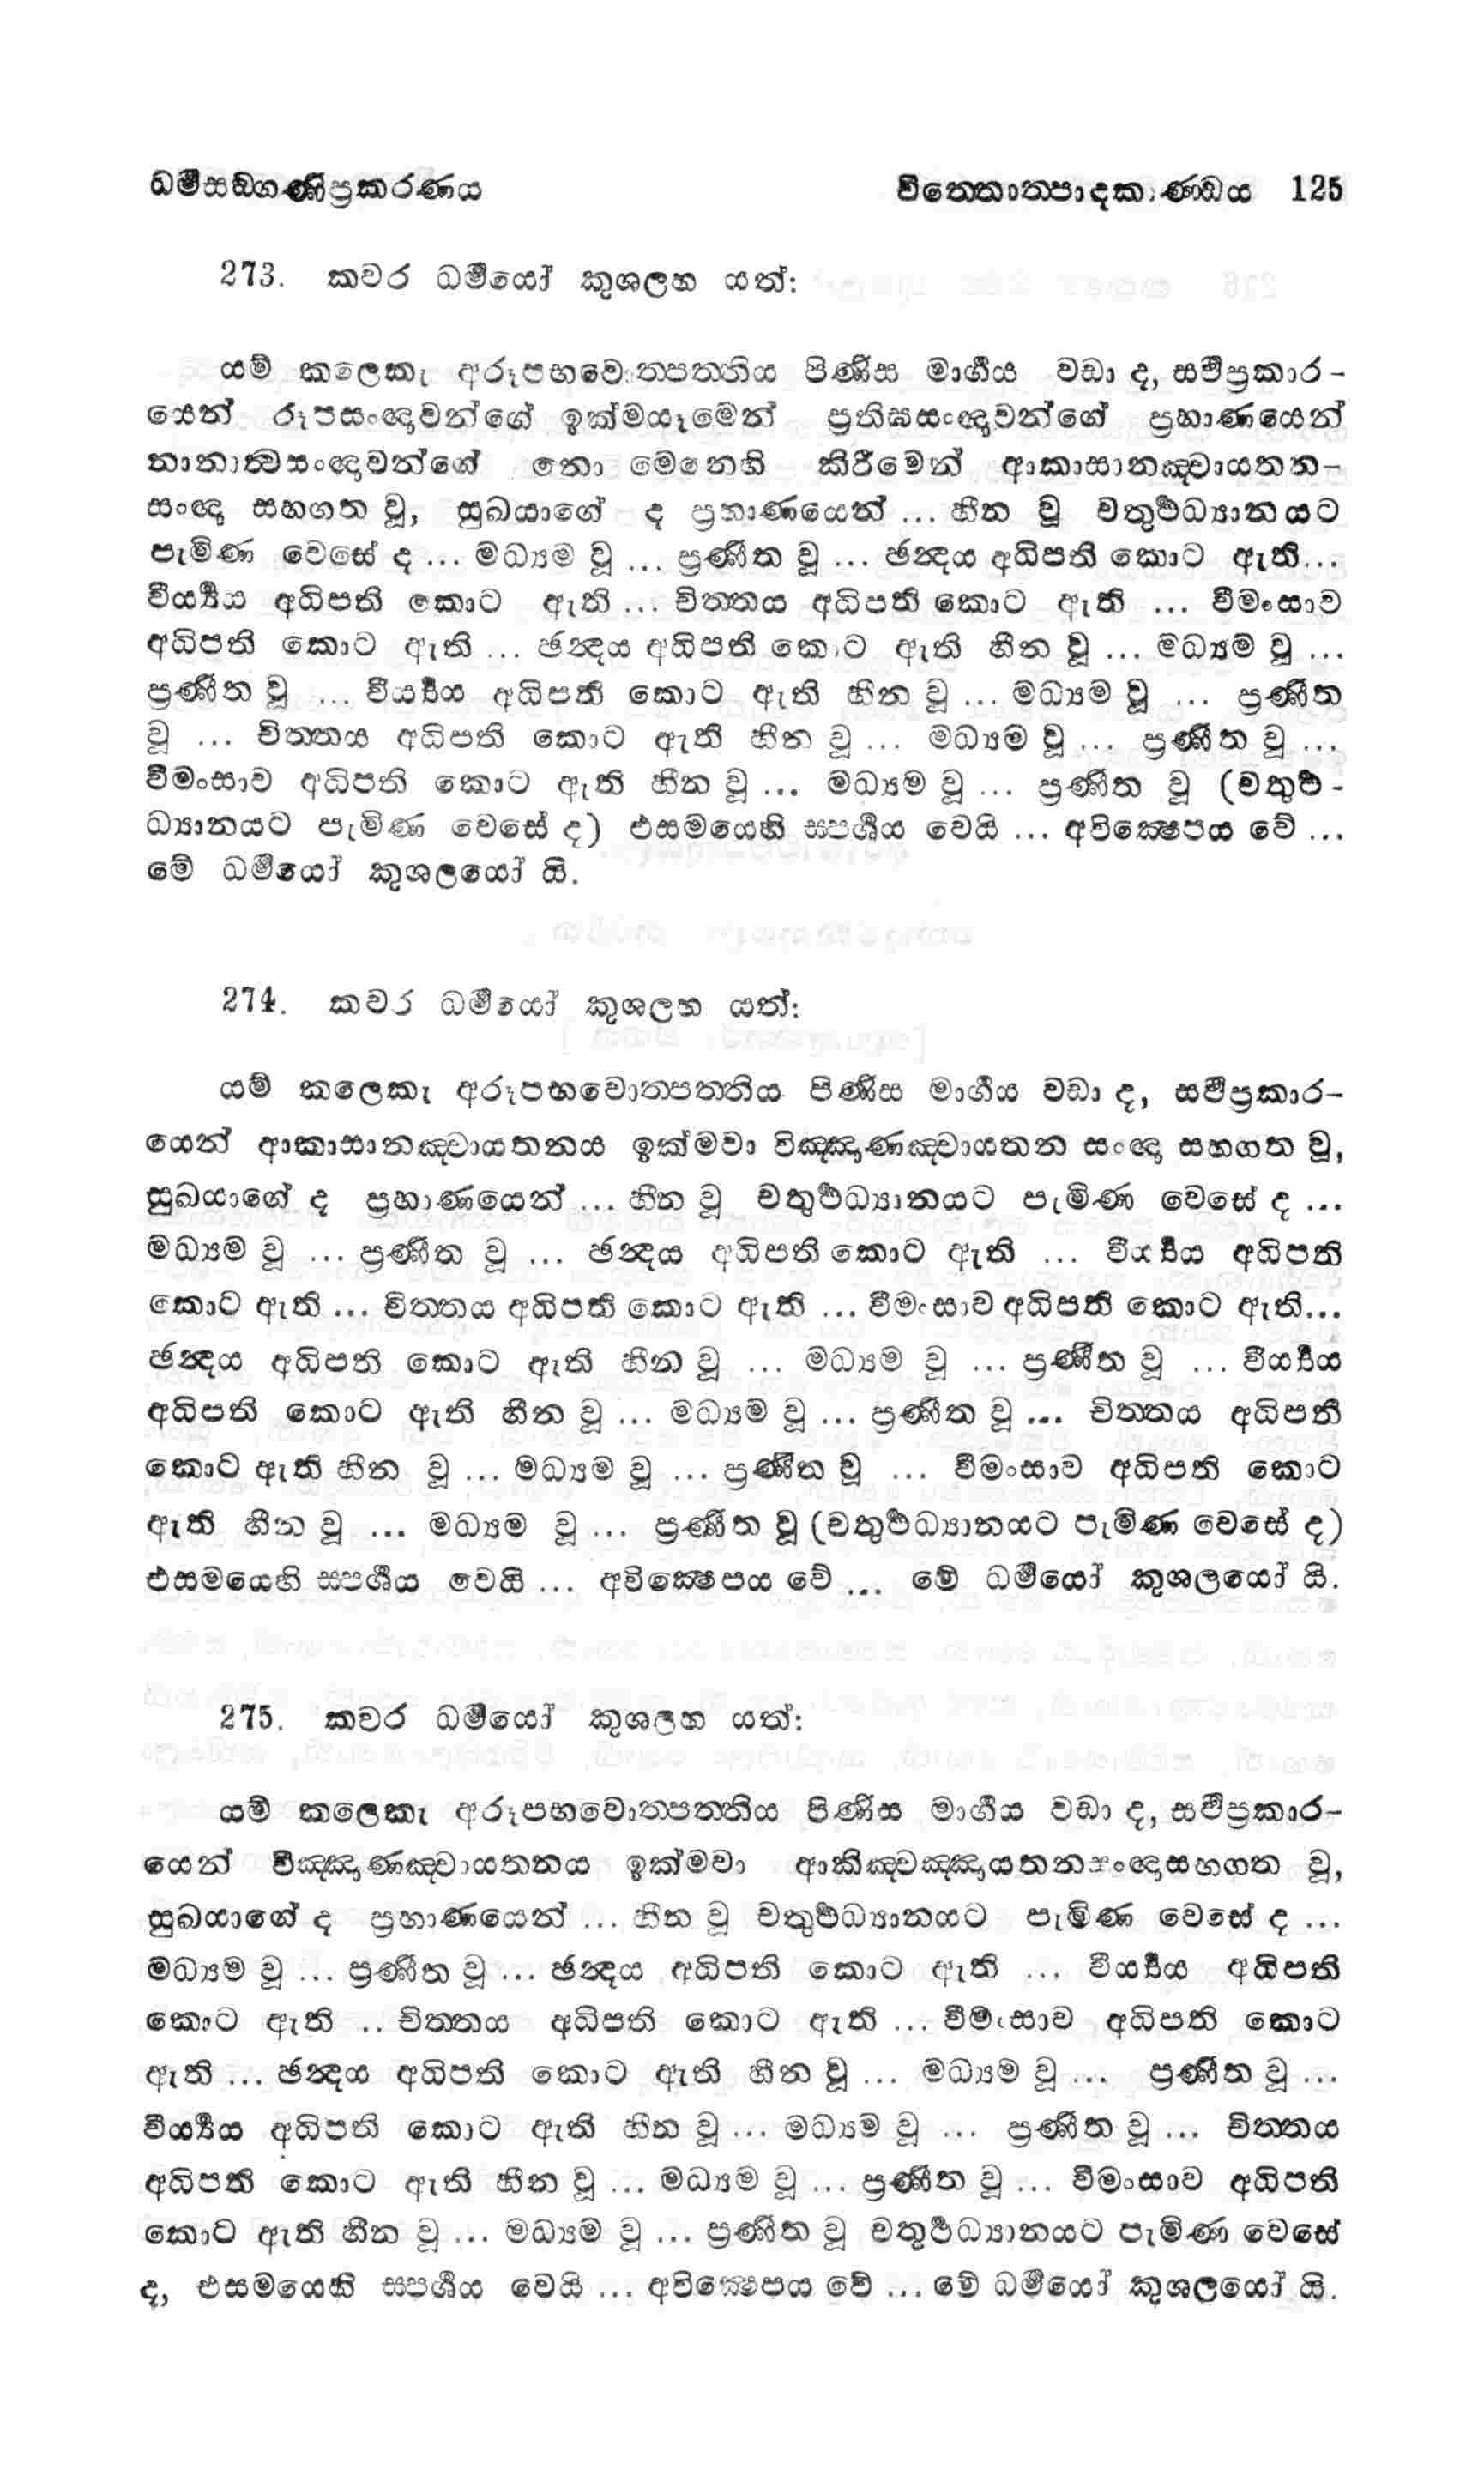 ධර්‍මසඞ්ගණීප්‍රකරණය චිත්තොත්පාදකාණ්ඩය 125
273. කවර ධර්‍මයෝ කුශලහ යත්:
යම් කලෙකැ අරූපභවොත්පත්තිය පිණිස මාර්‍ගය වඩා ද, සර්‍වප්‍රකාර-
යෙන් රූපසංඥාවන්ගේ ඉක්මයෑමෙන් ප්‍රතිඝසංඥාවන්ගේ ප්‍රහාණයෙන්
නානාත්වසංඥාවන්ගේ නො මෙනෙහි කිරීමෙන් ආකාසානඤ්චායතන-
සංඥා සහගත වූ, සුඛයාගේ ද ප්‍රහාණයෙන් ... හීන වූ චතුර්‍ථධ්‍යානයට
පැමිණ වෙසේ ද ... මධ්‍යම වූ ... ප්‍රණීත වූ ... ඡන්දය අධිපති කොට ඇති...
වීර්‍ය්‍යය අධිපති කොට ඇති ... චිත්තය අධිපති කොට ඇති ... වීමංසාව
අධිපති කොට ඇති ... ඡන්දය අධිපති කොට ඇති හීන වූ ... මධ්‍යම වූ ...
ප්‍රණීත වූ ... වීර්‍ය්‍යය අධිපති කොට ඇති හීන වූ ... මධ්‍යම වූ ... ප්‍රණීත
වූ ... චිත්තය අධිපති කොට ඇති හීන වූ ... මධ්‍යම වූ ... ප්‍රණීත වූ ...
වීමංසාව අධිපති කොට ඇති හීන වූ ... මධ්‍යම වූ ... ප්‍රණීත වූ (චතුර්‍ථ-
ධ්‍යානයට පැමිණ වෙසේ ද) එසමයෙහි ස්පර්‍ශය වෙයි ... අවික්ෂෙපය වේ ...
මේ ධර්‍මයෝ කුශලයෝ යි.
274. කවර ධර්‍මයෝ කුශලහ යත්:
යම් කලෙකැ අරූපභවොත්පත්තිය පිණිස මාර්‍ගය වඩා ද, සර්‍වප්‍රකාර-
යෙන් ආකාසානඤ්චායතනය ඉක්මවා විඤ්ඤාණඤ්චායතන සංඥා සහගත වූ,
සුඛයාගේ ද ප්‍රහාණයෙන් ... හීන වූ චතුර්‍ථධ්‍යානයට පැමිණ වෙසේ ද ...
මධ්‍යම වූ ... ප්‍රණීත වූ ... ඡන්දය අධිපති කොට ඇති ... වීර්‍ය්‍යය අධිපති
කොට ඇති ... චිත්තය අධිපති කොට ඇති ... වීමංසාව අධිපති කොට ඇති...
ඡන්දය අධිපති කොට ඇති හීන වූ ... මධ්‍යම වූ ... ප්‍රණීත වූ ... වීර්‍ය්‍යය
අධිපති කොට ඇති හීන වූ ... මධ්‍යම වූ ... ප්‍රණීත වූ ... චිත්තය අධිපති
කොට ඇති හීන වූ ... මධ්‍යම වූ ... ප්‍රණීත වූ ... වීමංසාව අධිපති කොට
ඇති හීන වූ ... මධ්‍යම වූ ... ප්‍රණීත වූ (චතුර්‍ථධ්‍යානයට පැමිණ වෙසේ ද)
එසමයෙහි ස්පර්‍ශය වෙයි ... අවික්ෂෙපය වේ ... මේ ධර්‍මයෝ කුශලයෝ යි.
275. කවර ධර්‍මයෝ කුශලහ යත්:
යම් කලෙකැ අරූපභවොත්පත්තිය පිණිස මාර්‍ගය වඩා ද, සර්‍වප්‍රකාර-
යෙන් විඤ්ඤාණඤ්චායතනය ඉක්මවා ආකිඤ්චඤ්ඤායතනසංඥාසහගත වූ,
සුඛයාගේ ද ප්‍රහාණයෙන් ... හීන වූ චතුර්‍ථධ්‍යානයට පැමිණ වෙසේ ද ...
මධ්‍යම වූ ... ප්‍රණීත වූ ... ඡන්දය අධිපති කොට ඇති ... වීර්‍ය්‍යය අධිපති
කොට ඇති .. චිත්තය අධිපති කොට ඇති ... වීමංසාව අධිපති කොට
ඇති ... ඡන්දය අධිපති කොට ඇති හීන වූ ... මධ්‍යම වූ ... ප්‍රණීත වූ ...
වීර්‍ය්‍යය අධිපති කොට ඇති හීන වූ ... මධ්‍යම වූ ... ප්‍රණීත වූ ... චිත්තය
අධිපති කොට ඇති හීන වූ ... මධ්‍යම වූ ... ප්‍රණීත වූ ... වීමංසාව අධිපති
කොට ඇති හීන වූ ... මධ්‍යම වූ ... ප්‍රණීත වූ චතුර්‍ථධ්‍යානයට පැමිණ වෙසේ
ද, එසමයෙහි ස්පර්‍ශය වෙයි ... අවික්ෂෙපය වේ ... මේ ධර්‍මයෝ කුශලයෝ යි.